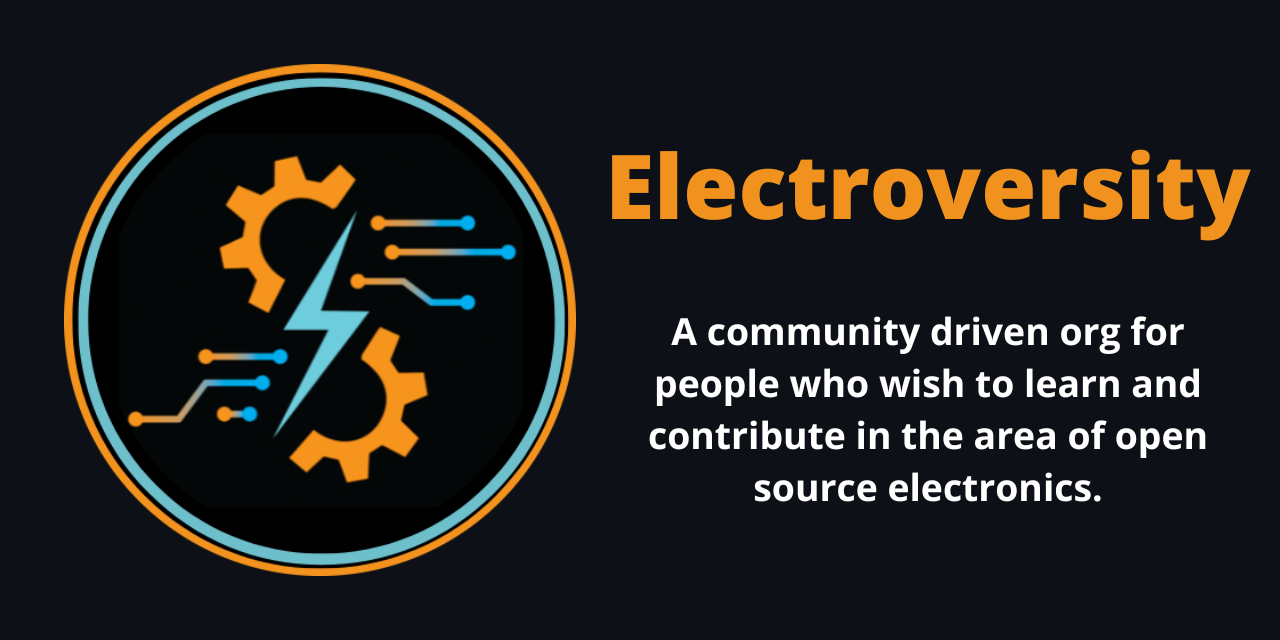 Electroversity
A community driven org for
people who wish to learn and
contribute in the area of open
source electronics.